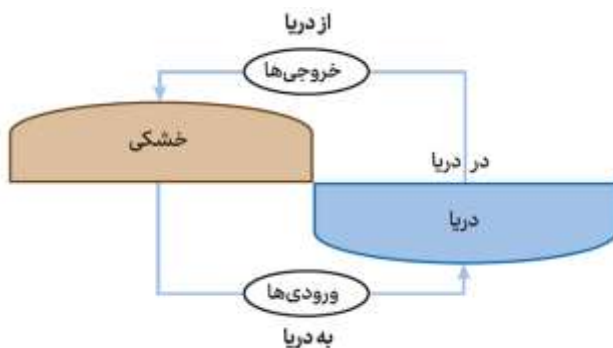 از دریا
خروجی‌ها
خشکی
در دریا
دریا
ورودی‌ها
به دریا